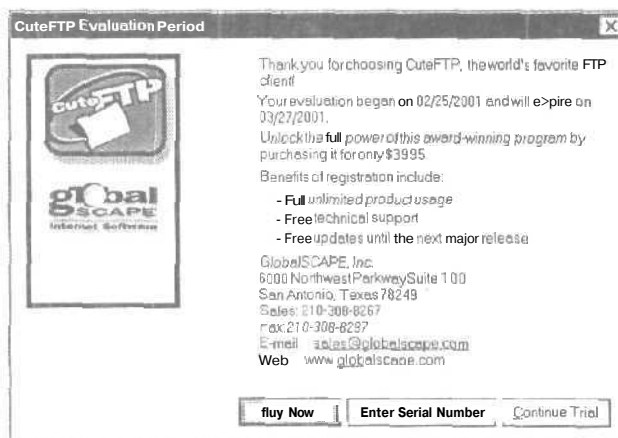 CuteFTP Evaluation Period
CuteFTP
glObal
SCAPE
Internet Software
Thank you for choosing CuteFTP, the world's favorite FTP
client!
Your evaluation began on 02/25/2001 and will e>pire on
03/27/2001.
Unlock the full power of this award-winning program by
purchasing it for only $3995
Benefits of registration include:
- Full unlimited product usage
- Free technical support
- Free updates until the next major release
GlobalSCAPE, Inc.
6000 Northwest Parkway Suite 100
San Antonio, Texas 78249
Sales: 210-308-8267
Fax: 210-308-8297
E-mail sales@globalscape.com
Web www.globalscape.com
fluy Now
Enter Serial Number
Continue Trial